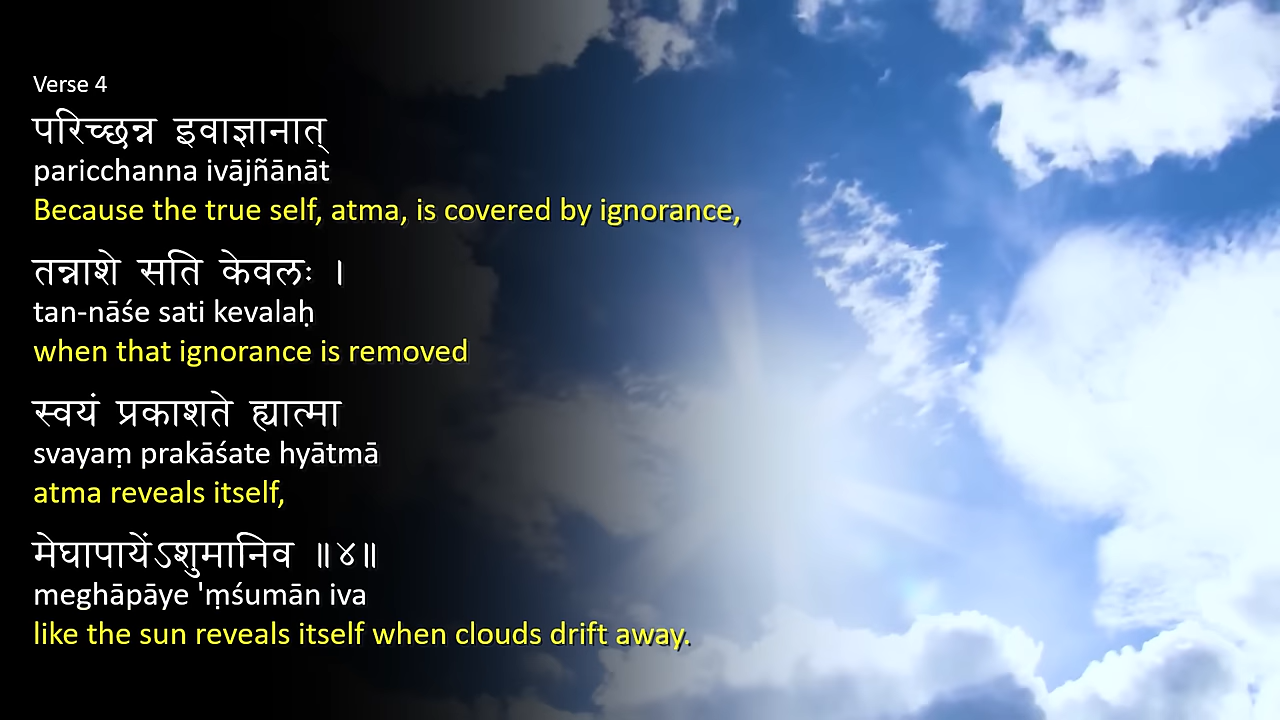 Verse 4
परिच्छन्न इवाज्ञानात्
paricchanna ivājñānāt
Because the true self, atma, is covered by ignorance,
तन्नाशे सति केवलः ।
tan-nāśe sati kevalaḥ
when that ignorance is removed
स्वयं प्रकाशते ह्यात्मा
svayaṃ prakāśate hyātmā
atma reveals itself,
मेघापायेंऽशुमानिव ॥४॥
meghāpāye 'ṃśumān iva
like the sun reveals itself when clouds drift away.